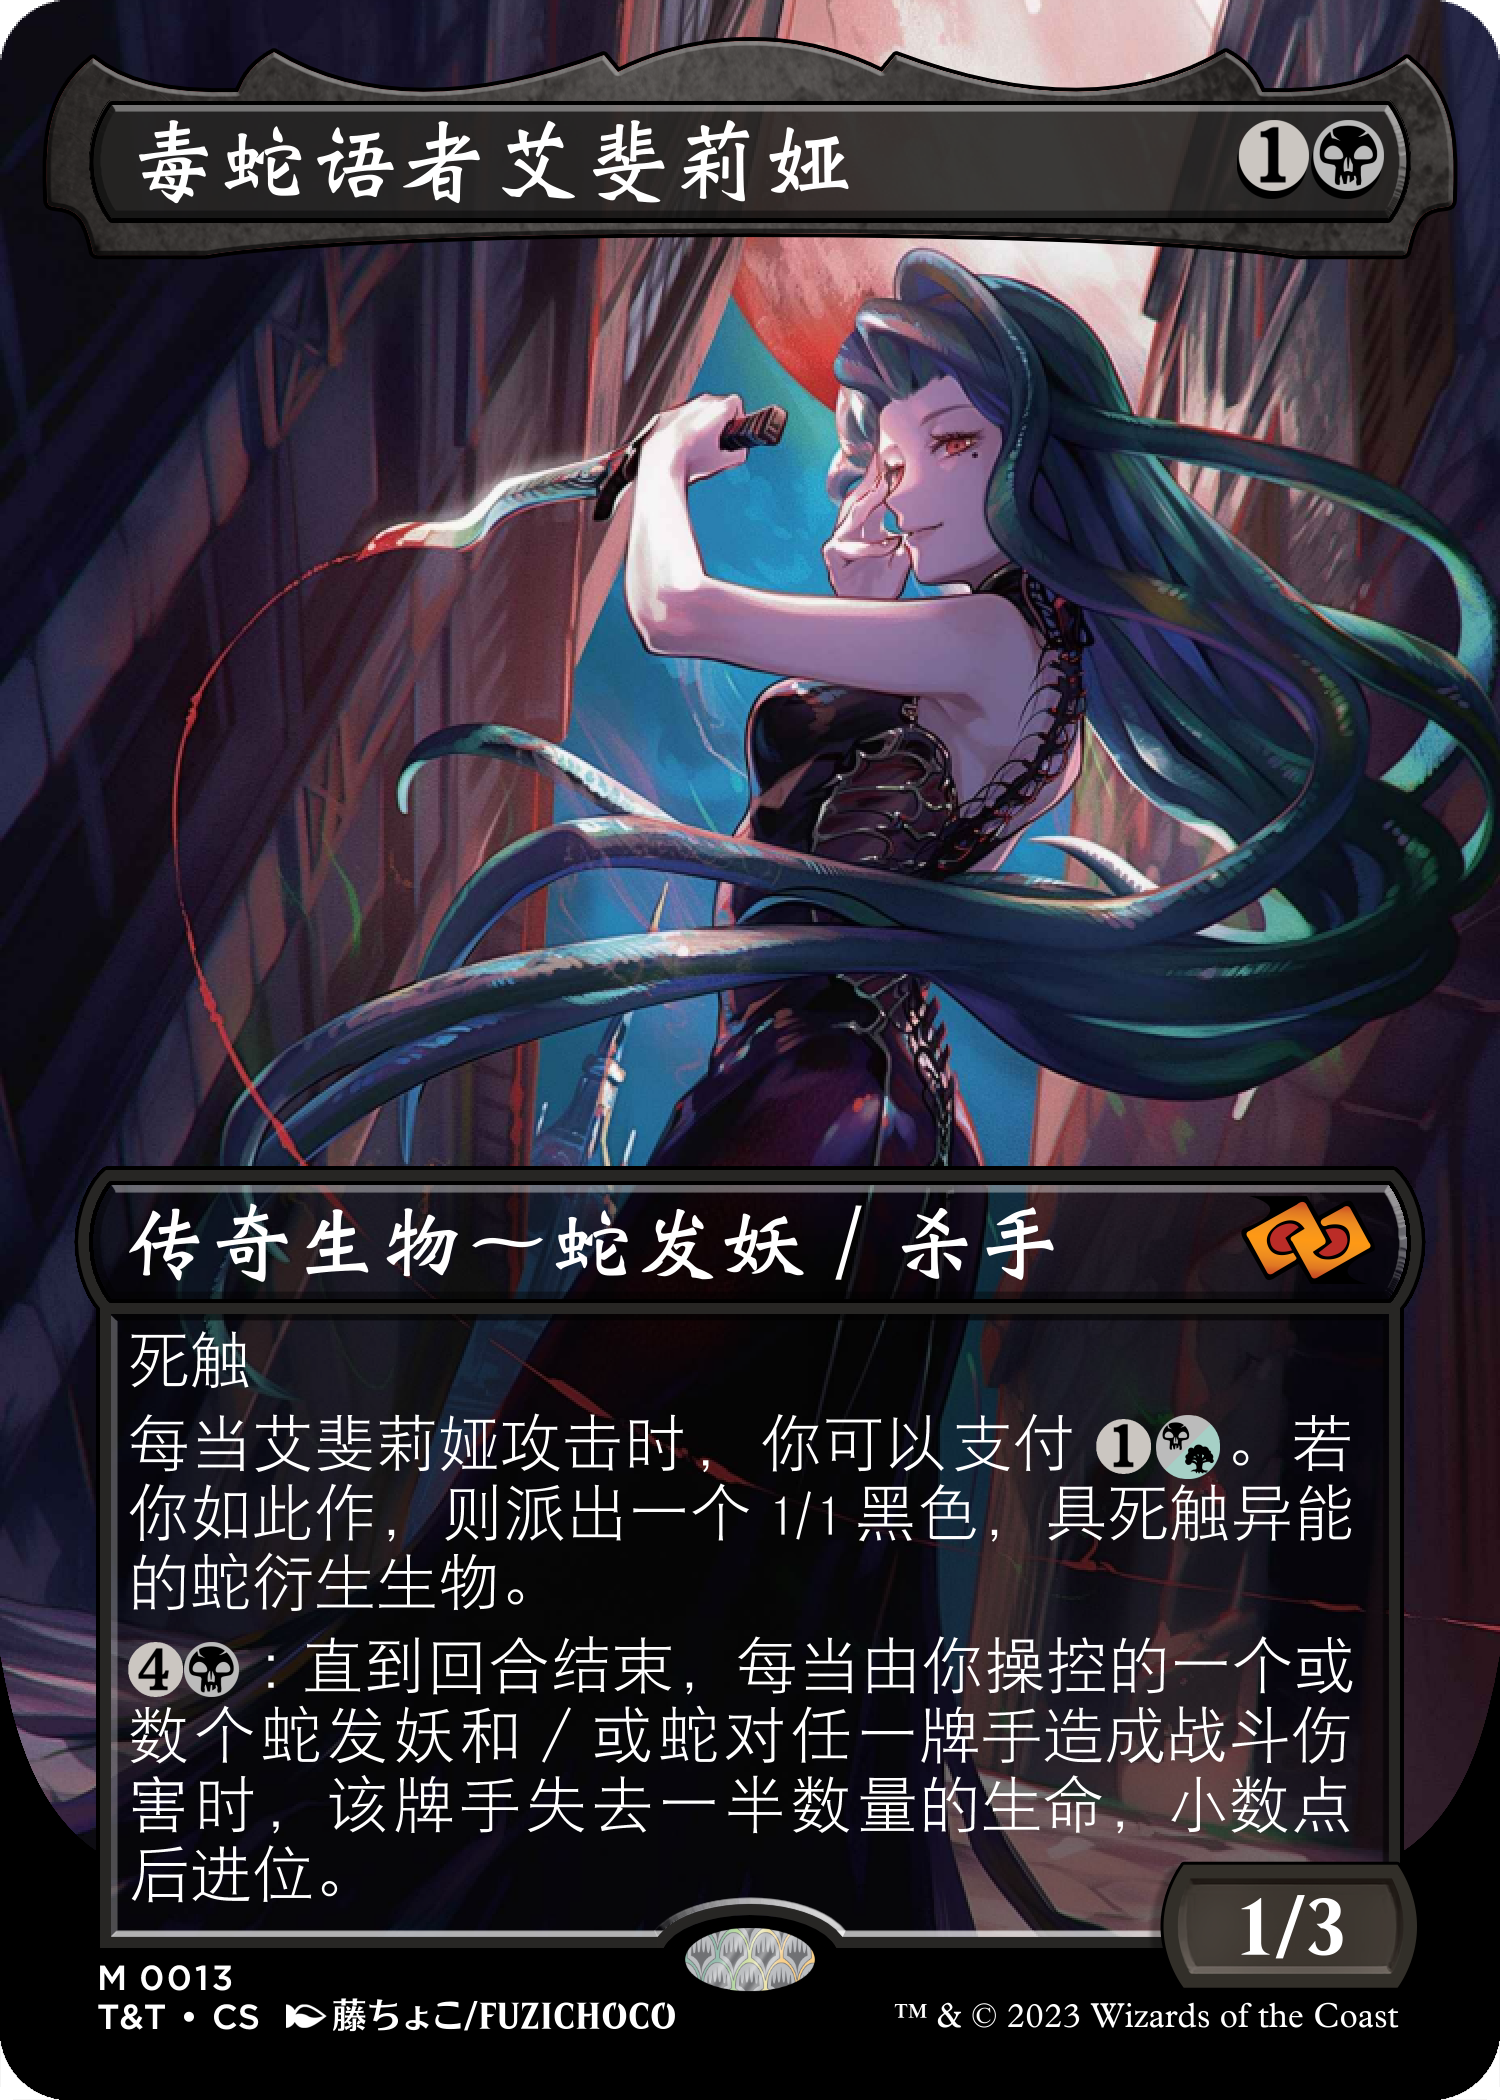 毒蛇语者艾斐莉娅 1
传奇生物～蛇发妖／杀手
死触
每当艾斐莉娅攻击时，你可以支付1。若
你如此作，则派出一个1/1黑色，具死触异能
的蛇衍生生物。
4：直到回合结束，每当由你操控的一个或
数个蛇发妖和／或蛇对任一牌手造成战斗伤
害时，该牌手失去一半数量的生命，小数点
后进位。
1/3
M 0013
T&T • CS 藤ちょこ/FUZICHOCO
™ & © 2023 Wizards of the Coast